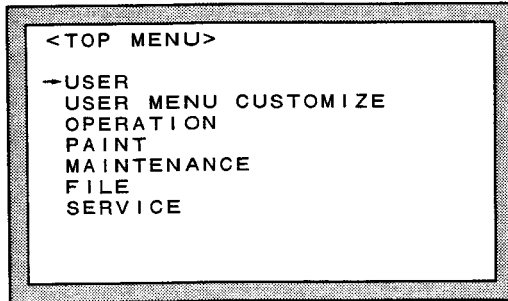 <TOP MENU>
→USER
USER MENU CUSTOMIZE
OPERATION
PAINT
MAINTENANCE
FILE
SERVICE